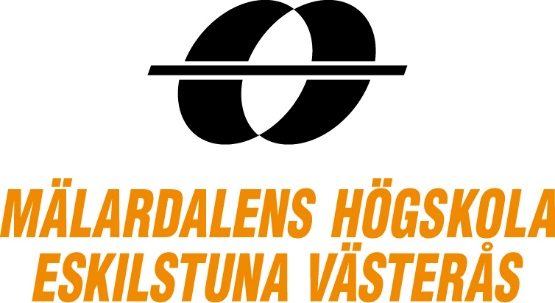 MÄLARDALENS HÖGSKOLA
ESKILSTUNA VÄSTERÅS